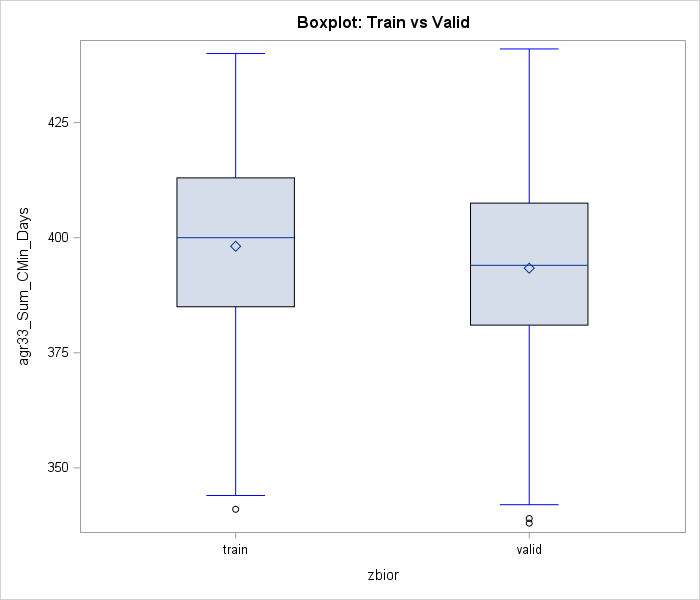 Boxplot: Train vs Valid
agr33_Sum_CMin_Days
425
400
375
350
train
valid
zbior